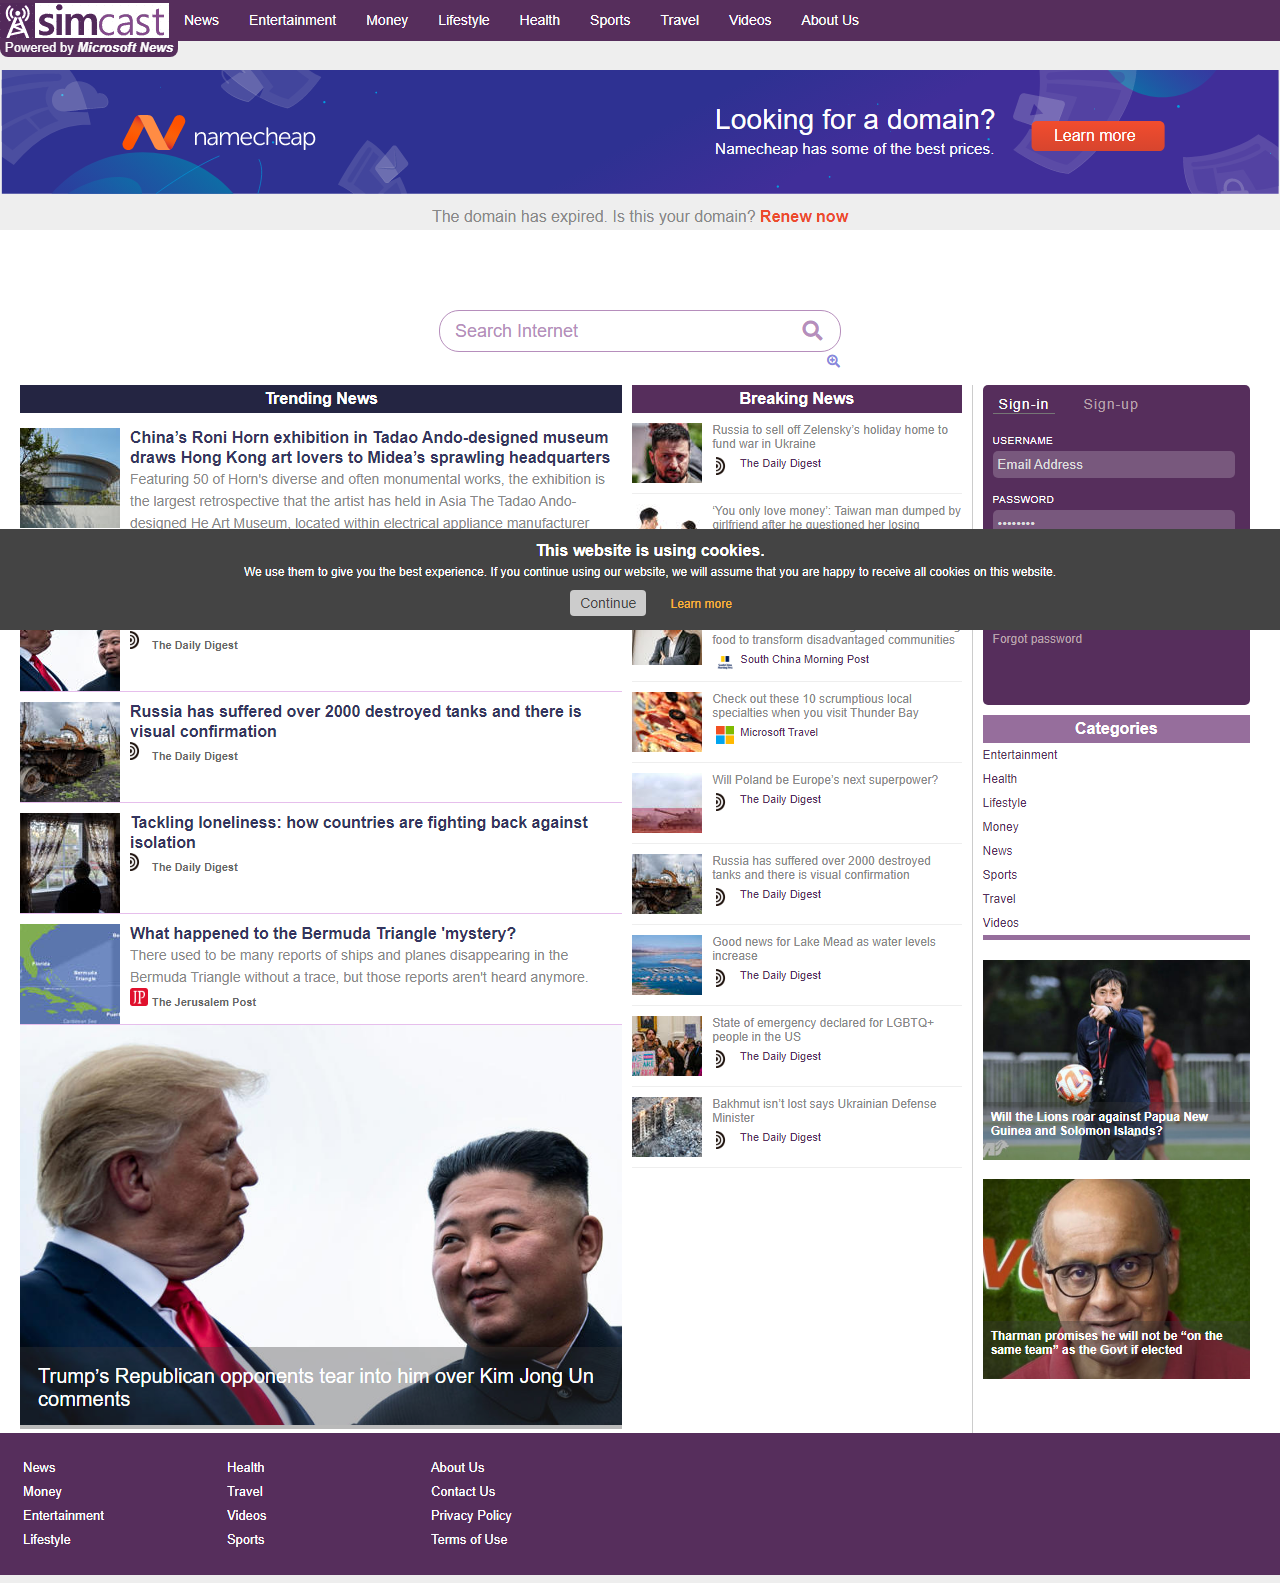 simcast
Powered by Microsoft News
News Entertainment Money Lifestyle Health Sports Travel Videos About Us
namecheap
Looking for a domain?
Namecheap has some of the best prices.
Learn more
The domain has expired. Is this your domain? Renew now
Search Internet
Trending News
China’s Roni Horn exhibition in Tadao Ando-designed museum
draws Hong Kong art lovers to Midea’s sprawling headquarters
Featuring 50 of Horn's diverse and often monumental works, the exhibition is
the largest retrospective that the artist has held in Asia The Tadao Ando-
designed He Art Museum, located within electrical appliance manufacturer
The Daily Digest
Russia has suffered over 2000 destroyed tanks and there is
visual confirmation
The Daily Digest
Tackling loneliness: how countries are fighting back against
isolation
The Daily Digest
What happened to the Bermuda Triangle 'mystery?
There used to be many reports of ships and planes disappearing in the
Bermuda Triangle without a trace, but those reports aren't heard anymore.
JP The Jerusalem Post
Florida
Bermuda
Triangle
Caribbean Sea
Trump’s Republican opponents tear into him over Kim Jong Un
comments
Breaking News
Russia to sell off Zelensky’s holiday home to
fund war in Ukraine
The Daily Digest
‘You only love money’: Taiwan man dumped by
girlfriend after he questioned her losing
food to transform disadvantaged communities
South China Morning Post
Check out these 10 scrumptious local
specialties when you visit Thunder Bay
Microsoft Travel
Will Poland be Europe’s next superpower?
The Daily Digest
Russia has suffered over 2000 destroyed
tanks and there is visual confirmation
The Daily Digest
Good news for Lake Mead as water levels
increase
The Daily Digest
State of emergency declared for LGBTQ+
people in the US
The Daily Digest
Bakhmut isn’t lost says Ukrainian Defense
Minister
The Daily Digest
Sign-in Sign-up
USERNAME
Email Address
PASSWORD
••••••••
Forgot password
This website is using cookies.
We use them to give you the best experience. If you continue using our website, we will assume that you are happy to receive all cookies on this website.
Continue Learn more
Categories
Entertainment
Health
Lifestyle
Money
News
Sports
Travel
Videos
Will the Lions roar against Papua New
Guinea and Solomon Islands?
Tharman promises he will not be “on the
same team” as the Govt if elected
News
Money
Entertainment
Lifestyle
Health
Travel
Videos
Sports
About Us
Contact Us
Privacy Policy
Terms of Use